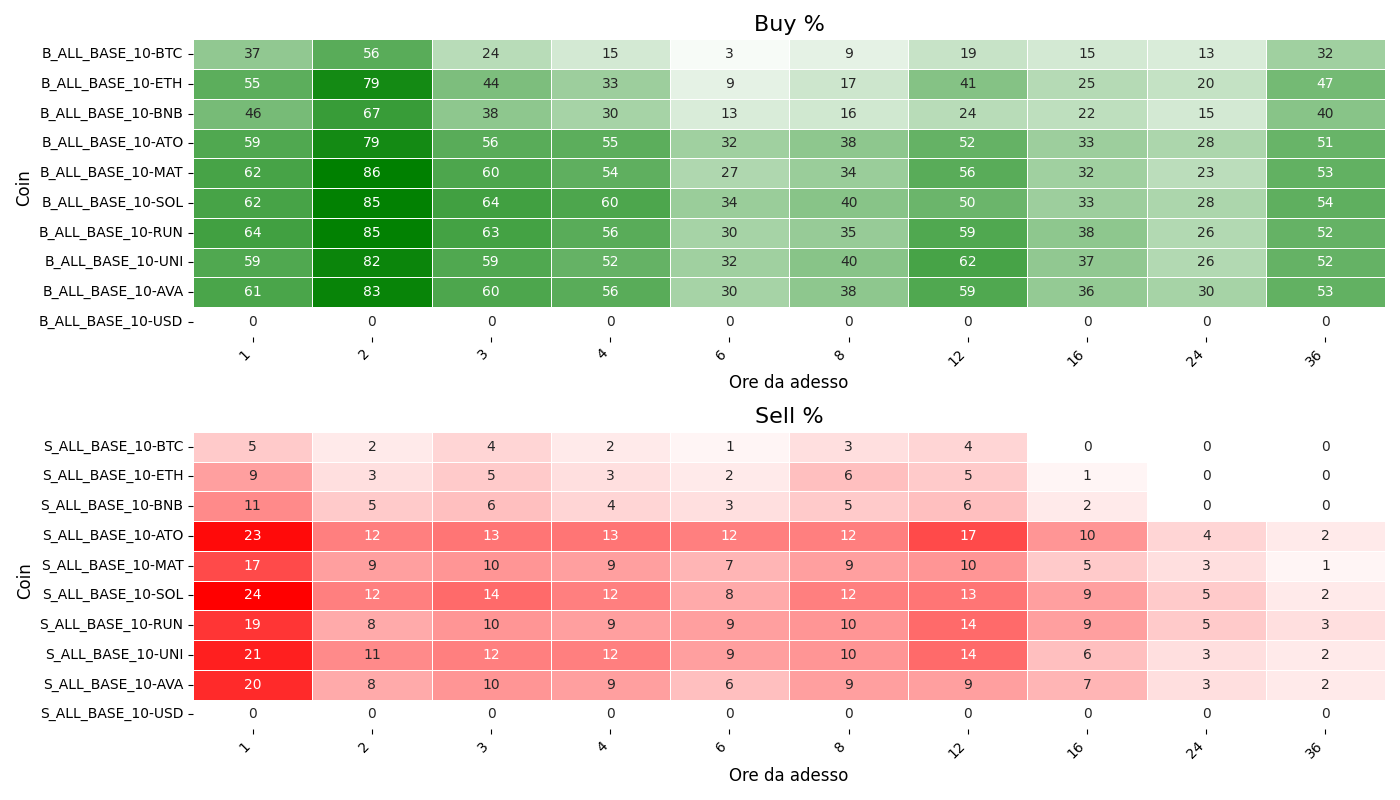 Buy %
Coin
B_ALL_BASE_10-BTC 37 56 24 15 3 9 19 15 13 32
B_ALL_BASE_10-ETH 55 79 44 33 9 17 41 25 20 47
B_ALL_BASE_10-BNB 46 67 38 30 13 16 24 22 15 40
B_ALL_BASE_10-ATO 59 79 56 55 32 38 52 33 28 51
B_ALL_BASE_10-MAT 62 86 60 54 27 34 56 32 23 53
B_ALL_BASE_10-SOL 62 85 64 60 34 40 50 33 28 54
B_ALL_BASE_10-RUN 64 85 63 56 30 35 59 38 26 52
B_ALL_BASE_10-UNI 59 82 59 52 32 40 62 37 26 52
B_ALL_BASE_10-AVA 61 83 60 56 30 38 59 36 30 53
B_ALL_BASE_10-USD 0 0 0 0 0 0 0 0 0 0
1 2 3 4 6 8 12 16 24 36
Ore da adesso
Sell %
Coin
S_ALL_BASE_10-BTC 5 2 4 2 1 3 4 0 0 0
S_ALL_BASE_10-ETH 9 3 5 3 2 6 5 1 0 0
S_ALL_BASE_10-BNB 11 5 6 4 3 5 6 2 0 0
S_ALL_BASE_10-ATO 23 12 13 13 12 12 17 10 4 2
S_ALL_BASE_10-MAT 17 9 10 9 7 9 10 5 3 1
S_ALL_BASE_10-SOL 24 12 14 12 8 12 13 9 5 2
S_ALL_BASE_10-RUN 19 8 10 9 9 10 14 9 5 3
S_ALL_BASE_10-UNI 21 11 12 12 9 10 14 6 3 2
S_ALL_BASE_10-AVA 20 8 10 9 6 9 9 7 3 2
S_ALL_BASE_10-USD 0 0 0 0 0 0 0 0 0 0
1 2 3 4 6 8 12 16 24 36
Ore da adesso